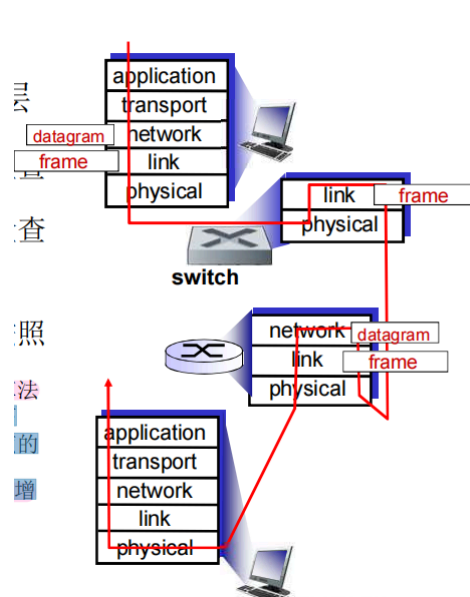 application
transport
datagram
network
frame
link
physical
查
link
frame
physical
switch
照
network
datagram
法
link
frame
的
physical
增
application
transport
network
link
physical